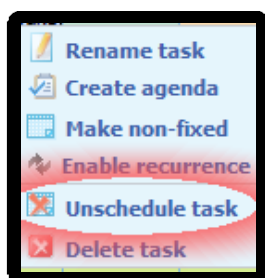 Rename task
Create agenda
Make non-fixed
Enable recurrence
Unschedule task
Delete task